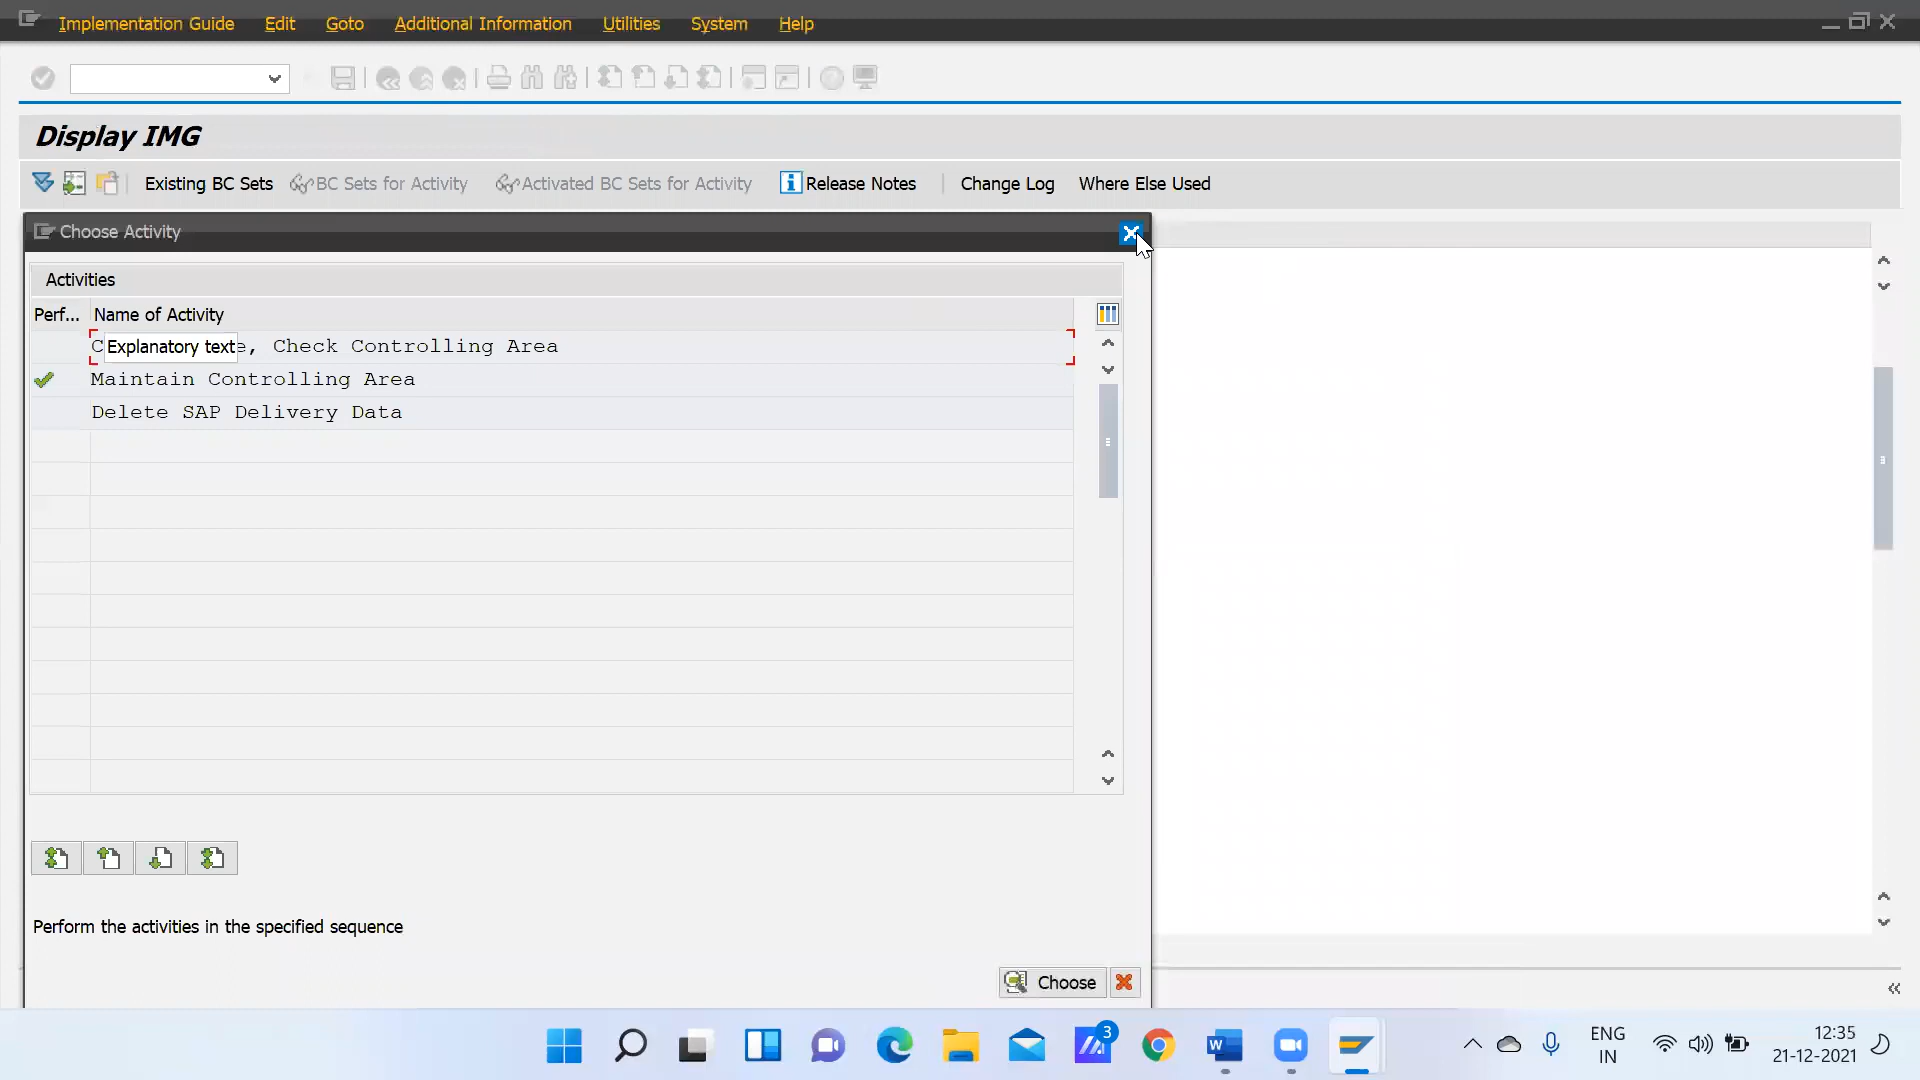 Implementation Guide Edit Goto Additional Information Utilities System Help
Display IMG
Existing BC Sets BC Sets for Activity Activated BC Sets for Activity Release Notes Change Log Where Else Used
Choose Activity
Activities
Perf... Name of Activity
C Explanatory text e, Check Controlling Area
Maintain Controlling Area
Delete SAP Delivery Data
Perform the activities in the specified sequence
Choose
3
ENG
IN
12:35
21-12-2021